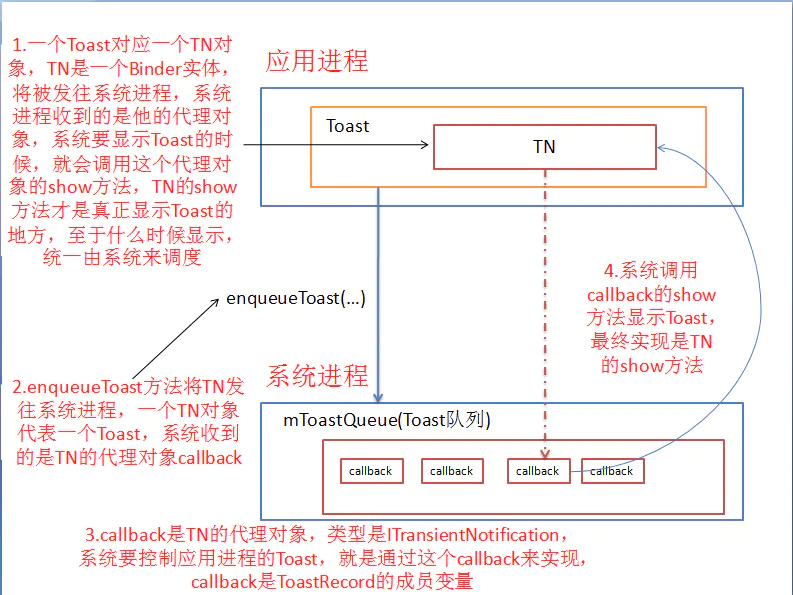 1.一个Toast对应一个TN对
象，TN是一个Binder实体，
将被发往系统进程，系统
进程收到的是他的代理对
象，系统要显示Toast的时
候，就会调用这个代理对
象的show方法，TN的show
方法才是真正显示Toast的
地方，至于什么时候显示，
统一由系统来调度
应用进程
Toast
TN
enqueueToast(...)
4.系统调用
callback的show
方法显示Toast，
最终实现是TN
的show方法
2.enqueueToast方法将TN发
往系统进程，一个TN对象
代表一个Toast，系统收到
的是TN的代理对象callback
系统进程
mToastQueue(Toast队列)
callback
callback
callback
callback
3.callback是TN的代理对象，类型是ITransientNotification，
系统要控制应用进程的Toast，就是通过这个callback来实现，
callback是ToastRecord的成员变量